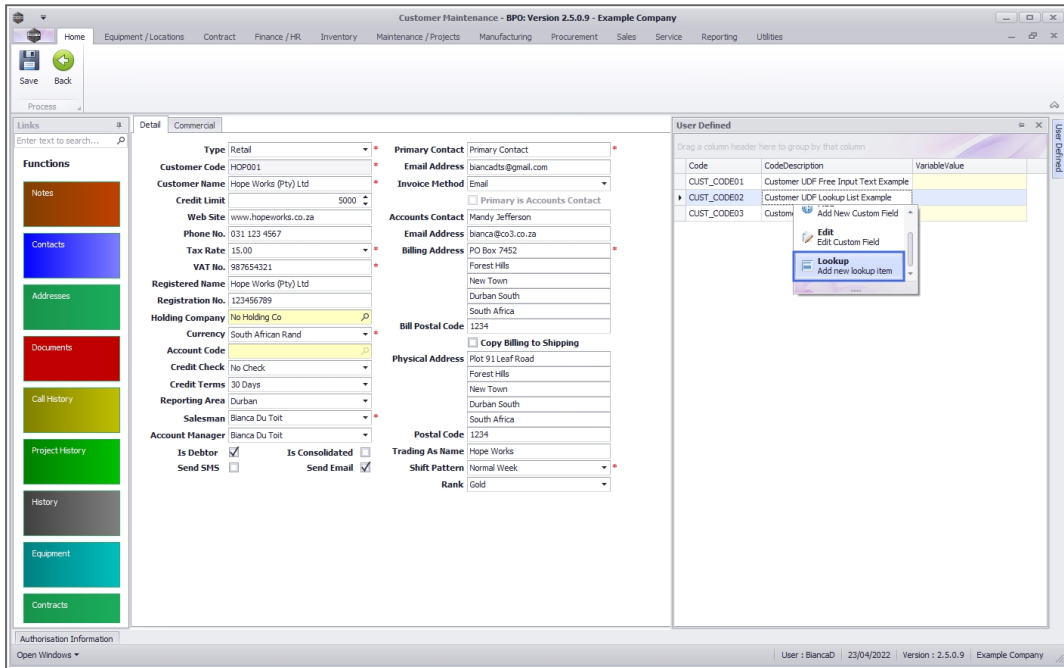 Customer Maintenance - BPO: Version 2.5.0.9 - Example Company
Home Equipment / Locations Contract Finance / HR Inventory Maintenance / Projects Manufacturing Procurement Sales Service Reporting Utilities
Save Back
Process
Links
Enter text to search...
Functions
Notes
Contacts
Addresses
Documents
Call History
Project History
History
Equipment
Contracts
Detail Commercial
Type Retail *
Customer Code HOP001 *
Customer Name Hope Works (Pty) Ltd *
Credit Limit 5000
Web Site www.hopeworks.co.za
Phone No. 031 123 4567
Tax Rate 15.00 *
VAT No. 987654321 *
Registered Name Hope Works (Pty) Ltd
Registration No. 123456789
Holding Company No Holding Co
Currency South African Rand *
Account Code
Credit Check No Check
Credit Terms 30 Days
Reporting Area Durban
Salesman Bianca Du Toit *
Account Manager Bianca Du Toit
Is Debtor Is Consolidated
Send SMS Send Email
Primary Contact Primary Contact *
Email Address biancadts@gmail.com
Invoice Method Email
Primary is Accounts Contact
Accounts Contact Mandy Jefferson
Email Address bianca@co3.co.za
Billing Address PO Box 7452 *
Forest Hills
New Town
Durban South
South Africa
Bill Postal Code 1234
Copy Billing to Shipping
Physical Address Plot 91 Leaf Road
Forest Hills
New Town
Durban South
South Africa
Postal Code 1234
Trading As Name Hope Works
Shift Pattern Normal Week *
Rank Gold
User Defined
Drag a column header here to group by that column
Code CodeDescription VariableValue
CUST_CODE01 Customer UDF Free Input Text Example
CUST_CODE02 Customer UDF Lookup List Example
CUST_CODE03
Add New Custom Field
Edit
Edit Custom Field
Lookup
Add new lookup item
User Defined
Authorisation Information
Open Windows
User : BiancaD 23/04/2022 Version : 2.5.0.9 Example Company